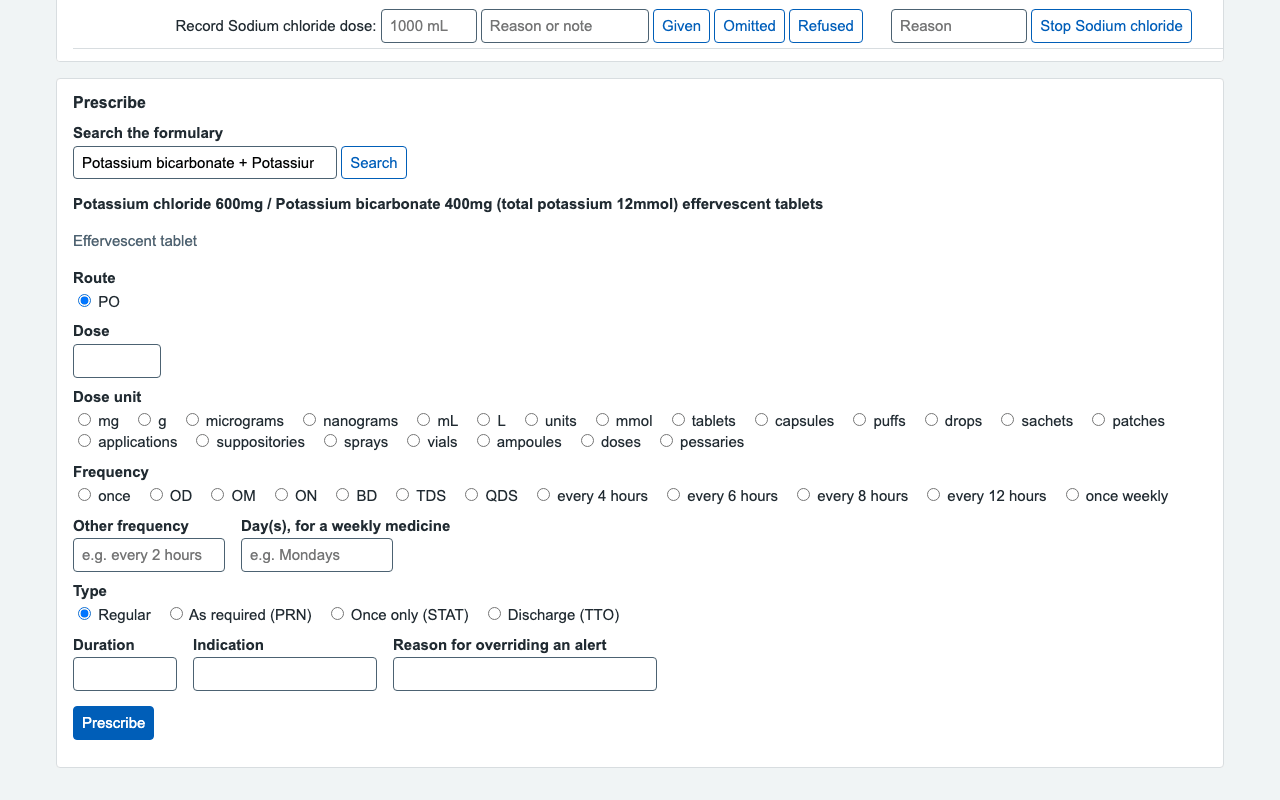 Record Sodium chloride dose: 1000 mL Reason or note Given Omitted Refused Reason Stop Sodium chloride
Prescribe
Search the formulary
Potassium bicarbonate + Potassiur Search
Potassium chloride 600mg / Potassium bicarbonate 400mg (total potassium 12mmol) effervescent tablets
Effervescent tablet
Route
PO
Dose
Dose unit
mg g micrograms nanograms mL L units mmol tablets capsules puffs drops sachets patches
applications suppositories sprays vials ampoules doses pessaries
Frequency
once OD OM ON BD TDS QDS every 4 hours every 6 hours every 8 hours every 12 hours once weekly
Other frequency Day(s), for a weekly medicine
e.g. every 2 hours e.g. Mondays
Type
Regular As required (PRN) Once only (STAT) Discharge (TTO)
Duration Indication Reason for overriding an alert
Prescribe